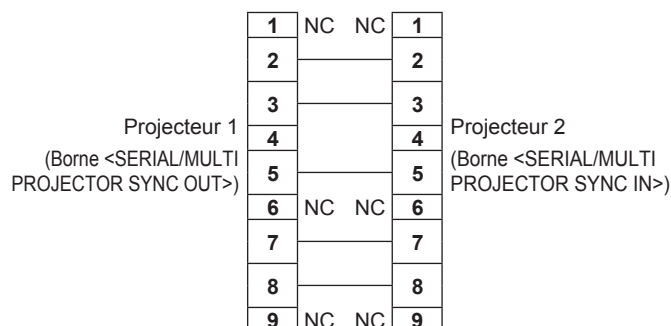 1 NC NC 1
2 2
3 3
Projecteur 1
(Borne <SERIAL/MULTI
PROJECTOR SYNC OUT>)
4 4
Projecteur 2
(Borne <SERIAL/MULTI
PROJECTOR SYNC IN>)
5 5
6 NC NC 6
7 7
8 8
9 NC NC 9